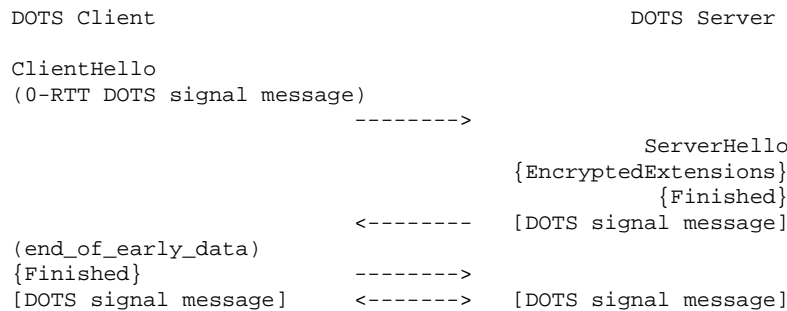 DOTS Client DOTS Server
ClientHello
(0-RTT DOTS signal message)
-------->
ServerHello
{EncryptedExtensions}
{Finished}
<-------- [DOTS signal message]
(end_of_early_data)
{Finished} -------->
[DOTS signal message] <-------> [DOTS signal message]